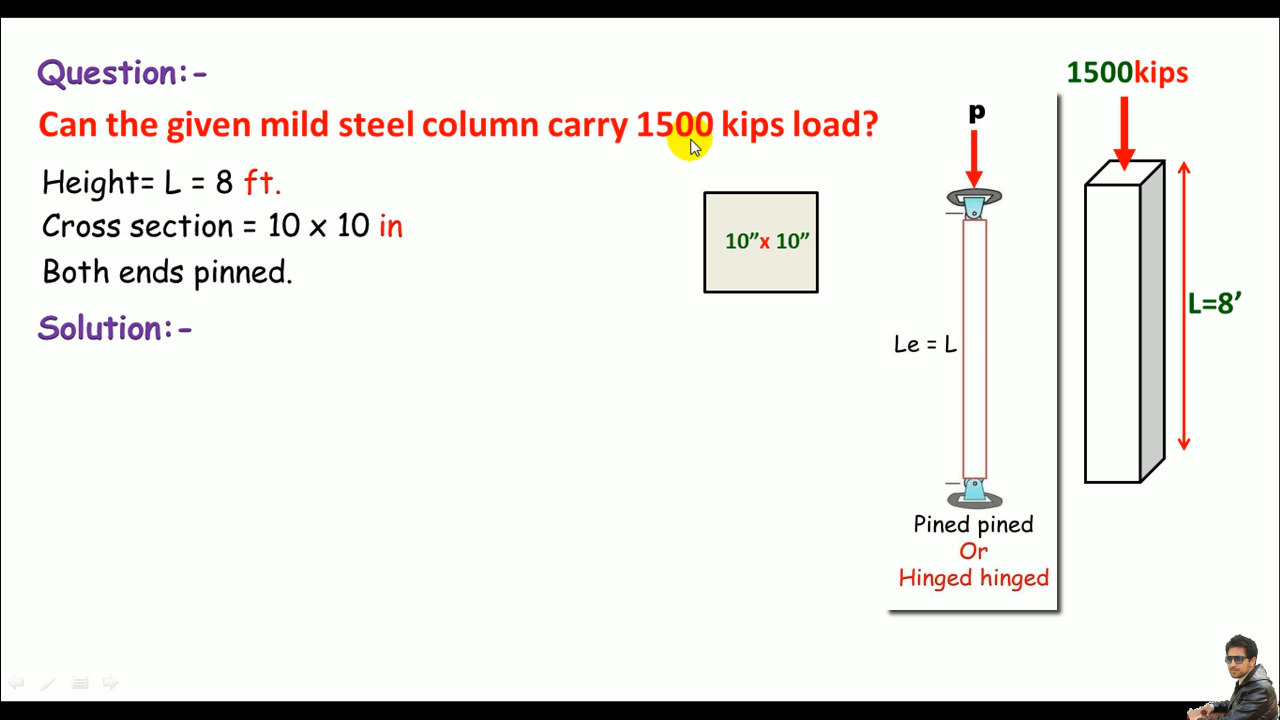 Question:-
Can the given mild steel column carry 1500 kips load?
Height= L = 8 ft.
Cross section = 10 x 10 in
Both ends pinned.
Solution:-
10”x 10”
p
Le = L
Pined pined
Or
Hinged hinged
1500kips
L=8’